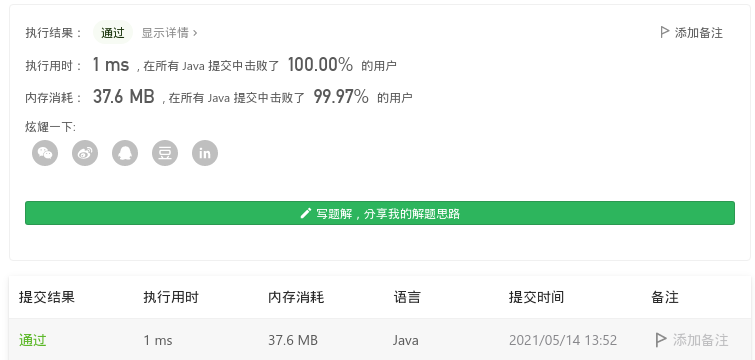 执行结果： 通过 显示详情 › 添加备注
执行用时： 1 ms , 在所有 Java 提交中击败了 100.00% 的用户
内存消耗： 37.6 MB , 在所有 Java 提交中击败了 99.97% 的用户
炫耀一下:
写题解，分享我的解题思路
提交结果 执行用时 内存消耗 语言 提交时间 备注
通过 1 ms 37.6 MB Java 2021/05/14 13:52 添加备注